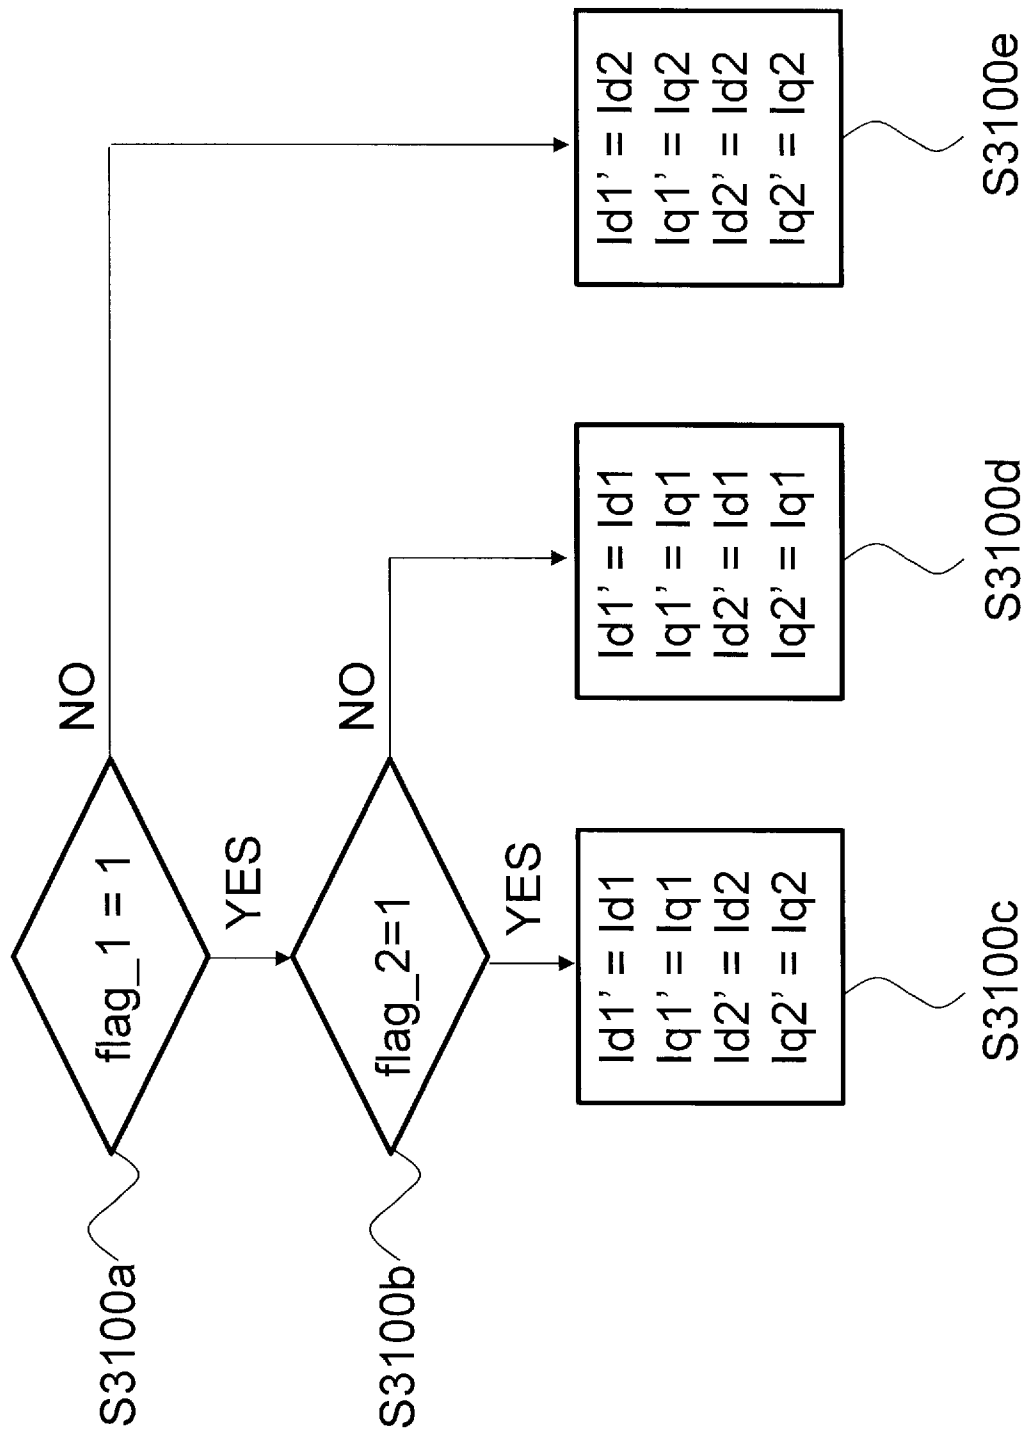 S3100a
flag_1 = 1
NO
YES
S3100b
flag_2=1
NO
YES
Id1' = Id1
Iq1' = Iq1
Id2' = Id2
Iq2' = Iq2
S3100c
Id1' = Id1
Iq1' = Iq1
Id2' = Id1
Iq2' = Iq1
S3100d
Id1' = Id2
Iq1' = Iq2
Id2' = Id2
Iq2' = Iq2
S3100e